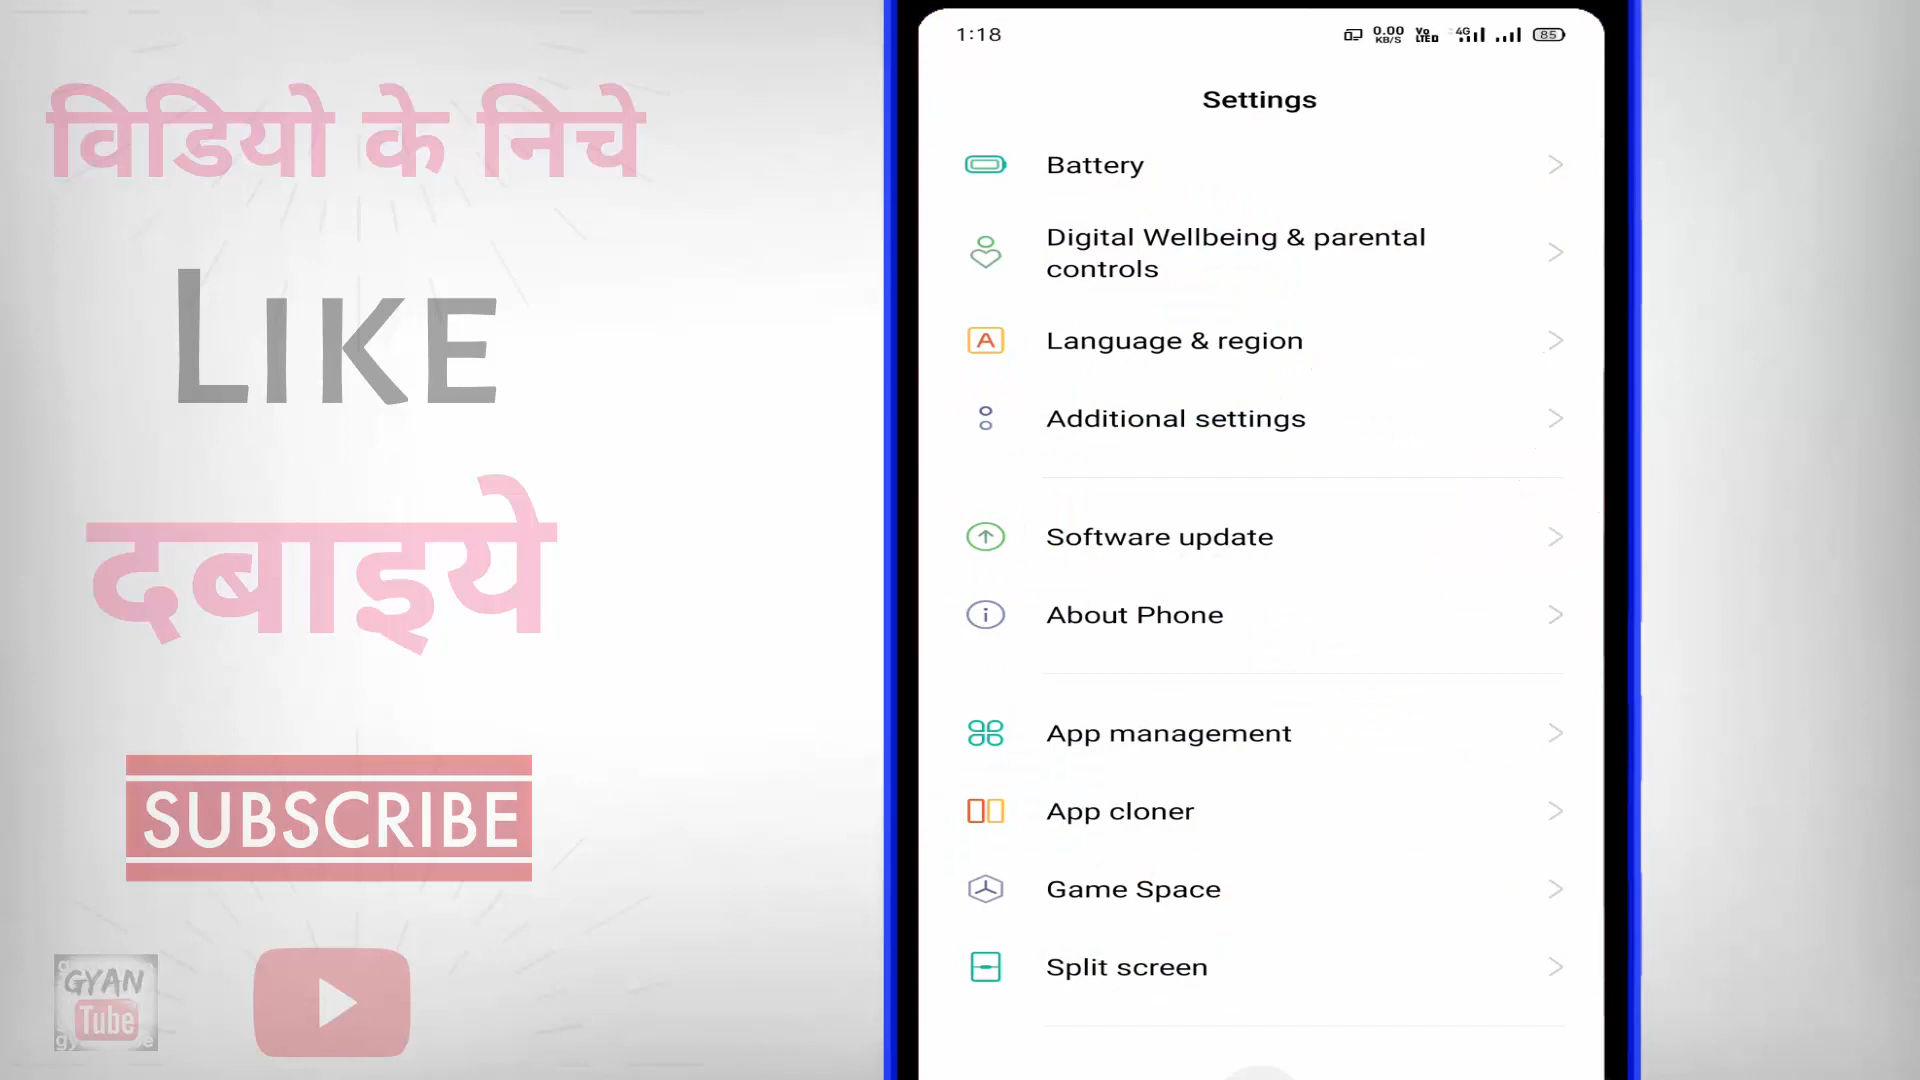 विडियो के निचे
LIKE
दबाइये
SUBSCRIBE
GYAN
Tube
1:18
0.00
KB/S
Vo
LTE
4G
85
Settings
Battery
Digital Wellbeing & parental
controls
Language & region
Additional settings
Software update
About Phone
App management
App cloner
Game Space
Split screen